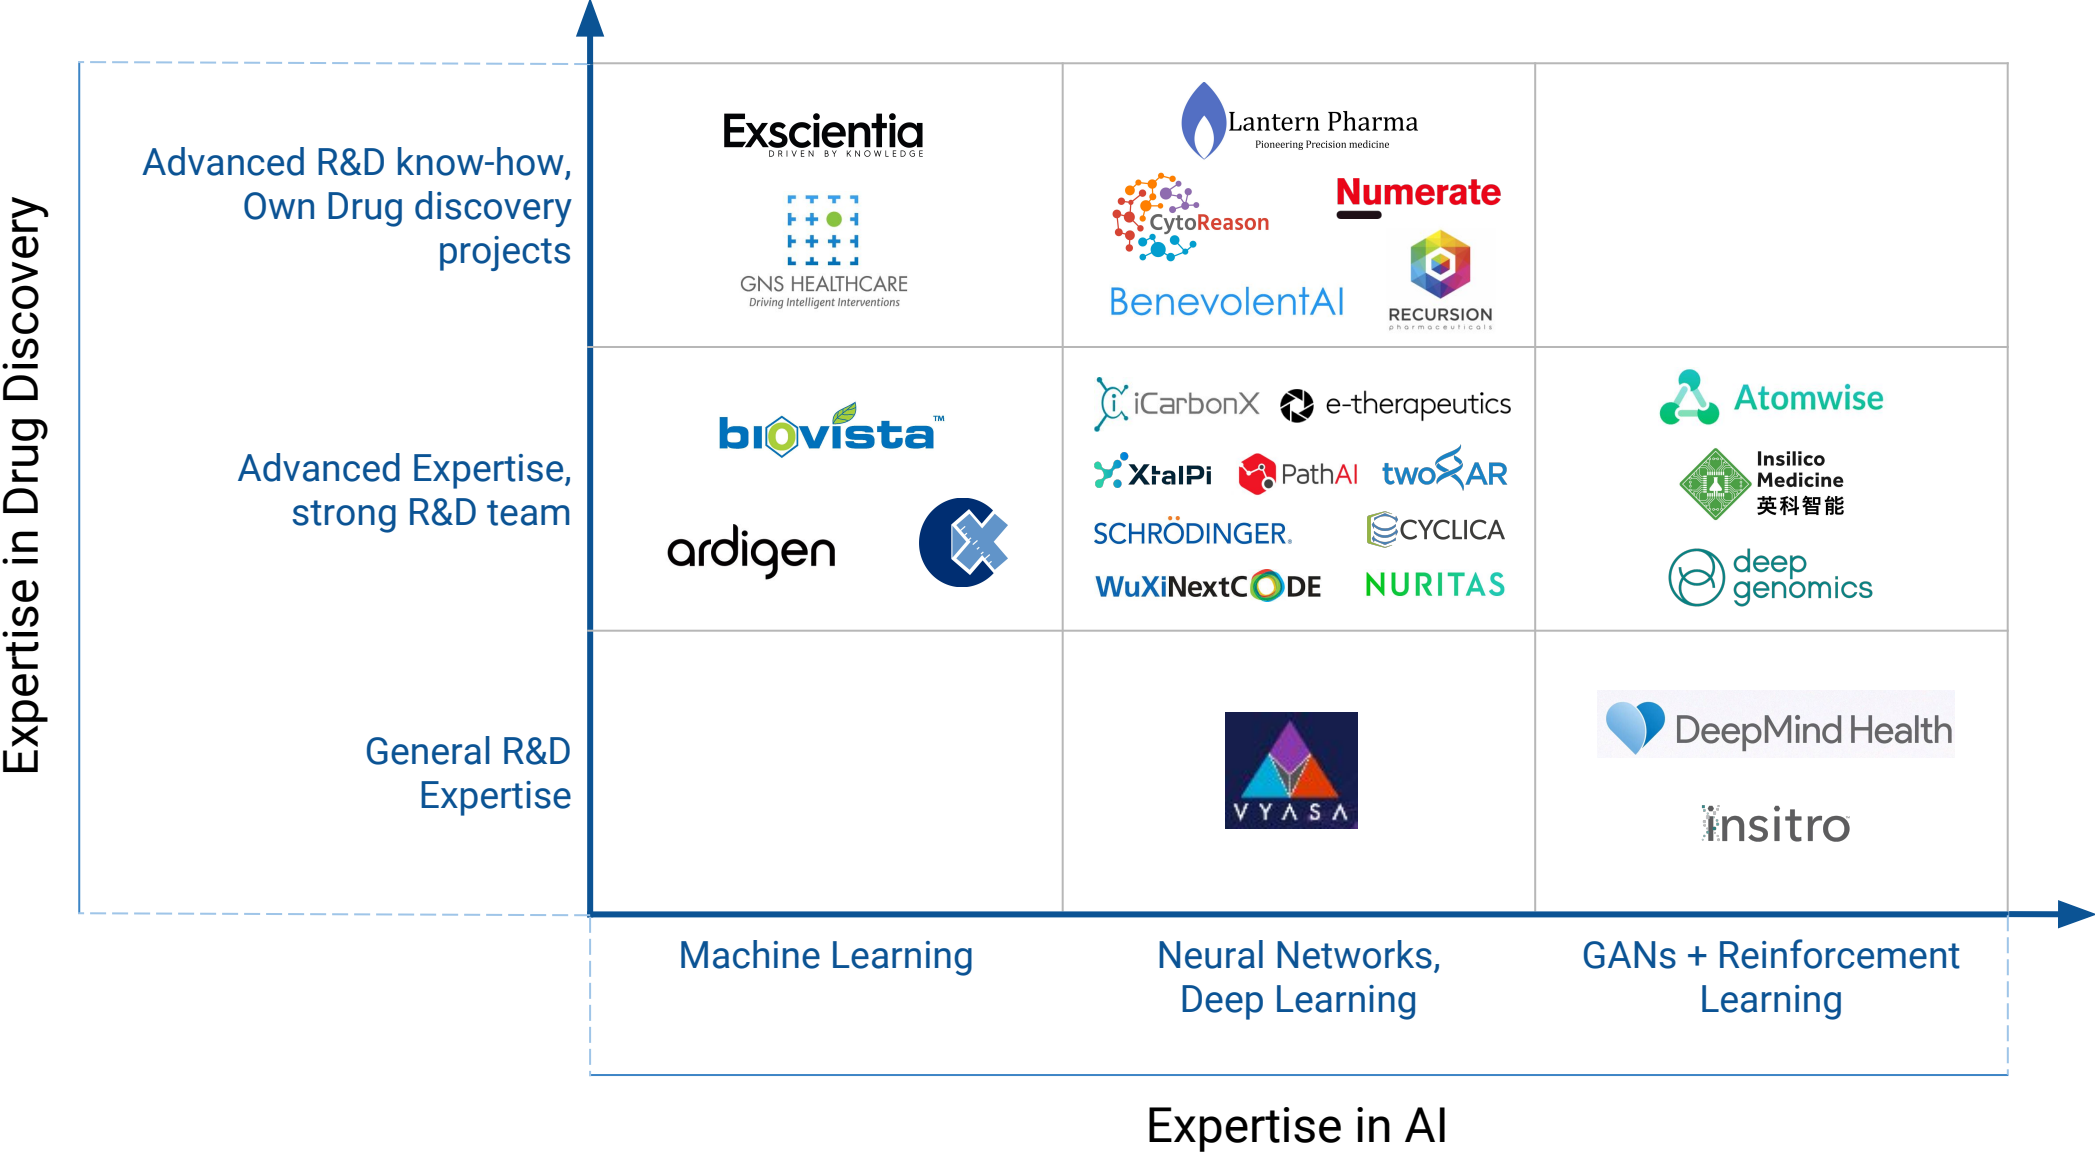 Expertise in Drug Discovery
Advanced R&D know-how,
Own Drug discovery
projects
Exscientia
DRIVEN BY KNOWLEDGE
GNS HEALTHCARE
Driving Intelligent Interventions
Lantern Pharma
Pioneering Precision medicine
CytoReason
Numerate
BenevolentAI
RECURSION
pharmaceuticals
Advanced Expertise,
strong R&D team
biovista™
ardigen
iCarbonX
e-therapeutics
XtalPi
PathAI
twoXAR
SCHRÖDINGER.
CYCLICA
WuXiNextCODE
NURITAS
Atomwise
Insilico
Medicine
英科智能
deep
genomics
General R&D
Expertise
VYASA
DeepMind Health
insitro
Machine Learning
Neural Networks,
Deep Learning
GANs + Reinforcement
Learning
Expertise in AI